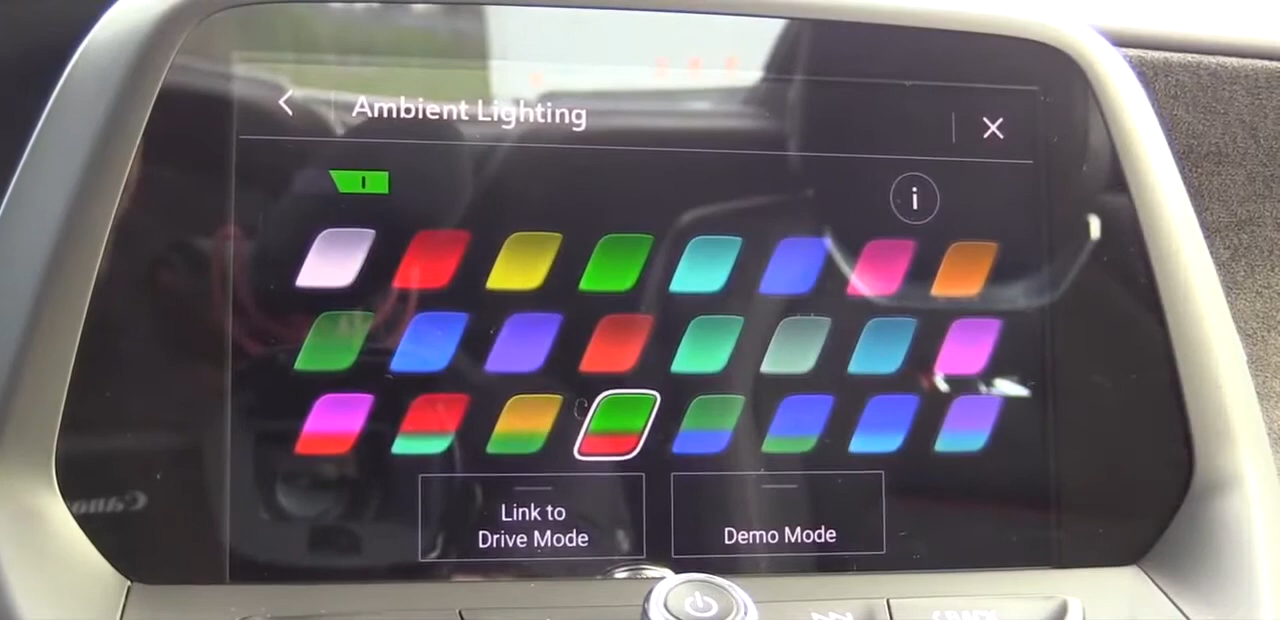 Ambient Lighting
i
Link to
Drive Mode
Demo Mode